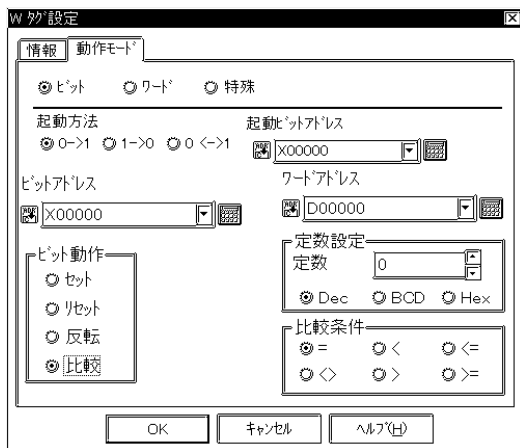 W ﾀｸﾞ設定
情報 動作ﾓｰﾄﾞ
ﾋﾞｯﾄ ﾜｰﾄﾞ 特殊
起動方法 起動ﾋﾞｯﾄｱﾄﾞﾚｽ
0->1 1->0 0 <->1 X00000
ﾋﾞｯﾄｱﾄﾞﾚｽ ﾜｰﾄﾞｱﾄﾞﾚｽ
X00000 D00000
ﾋﾞｯﾄ動作 定数設定
ｾｯﾄ 定数 0
ﾘｾｯﾄ Dec BCD Hex
反転 比較条件
比較 = < <=
<> > >=
OK ｷｬﾝｾﾙ ﾍﾙﾌﾟ(H)